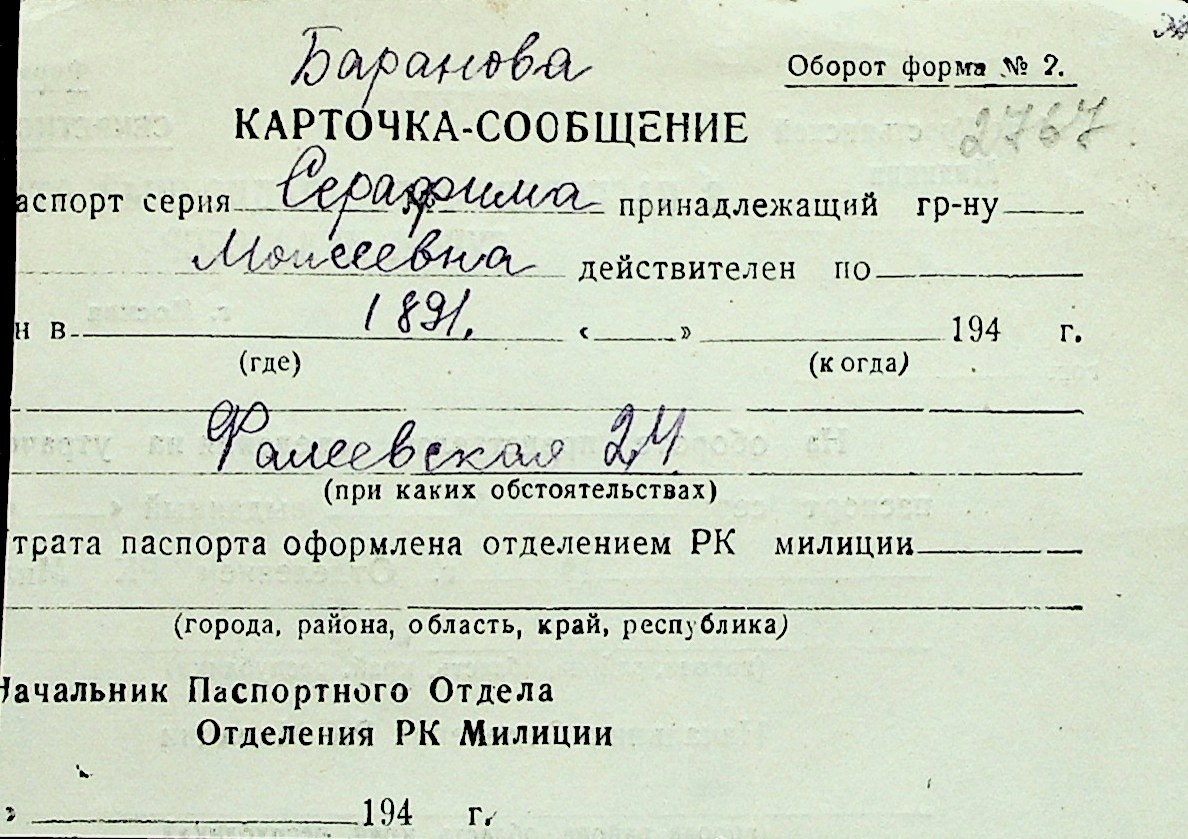 Баранова
Оборот форма № 2.
КАРТОЧКА-СООБЩЕНИЕ
2767
аспорт серия Серафима № принадлежащий гр-ну
Моисеевна действителен по
н в 1891. « » 194 г.
(где) (когда)
Фалеевская 24
(при каких обстоятельствах)
трата паспорта оформлена отделением РК милиции
(города, района, область, край, республика)
Начальник Паспортного Отдела
Отделения РК Милиции
» 194 г.